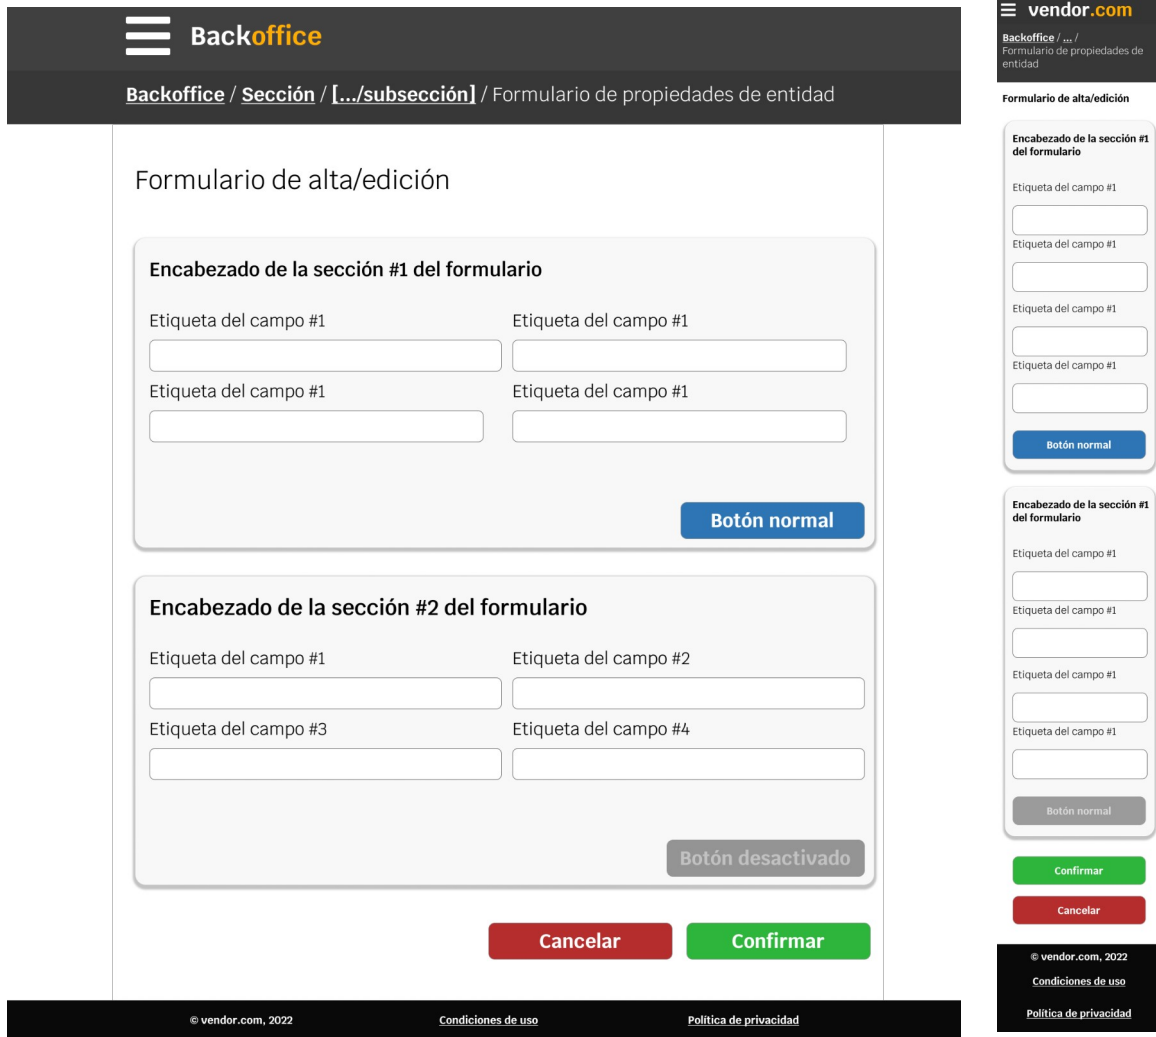 Backoffice
Backoffice / Sección / [.../subsección] / Formulario de propiedades de entidad
Formulario de alta/edición
Encabezado de la sección #1 del formulario
Etiqueta del campo #1 Etiqueta del campo #1
Etiqueta del campo #1 Etiqueta del campo #1
Botón normal
Encabezado de la sección #2 del formulario
Etiqueta del campo #1 Etiqueta del campo #2
Etiqueta del campo #3 Etiqueta del campo #4
Botón desactivado
Cancelar Confirmar
© vendor.com, 2022 Condiciones de uso Política de privacidad
vendor.com
Backoffice / ... /
Formulario de propiedades de
entidad
Formulario de alta/edición
Encabezado de la sección #1
del formulario
Etiqueta del campo #1
Etiqueta del campo #1
Etiqueta del campo #1
Etiqueta del campo #1
Botón normal
Encabezado de la sección #1
del formulario
Etiqueta del campo #1
Etiqueta del campo #1
Etiqueta del campo #1
Etiqueta del campo #1
Botón normal
Confirmar
Cancelar
© vendor.com, 2022
Condiciones de uso
Política de privacidad